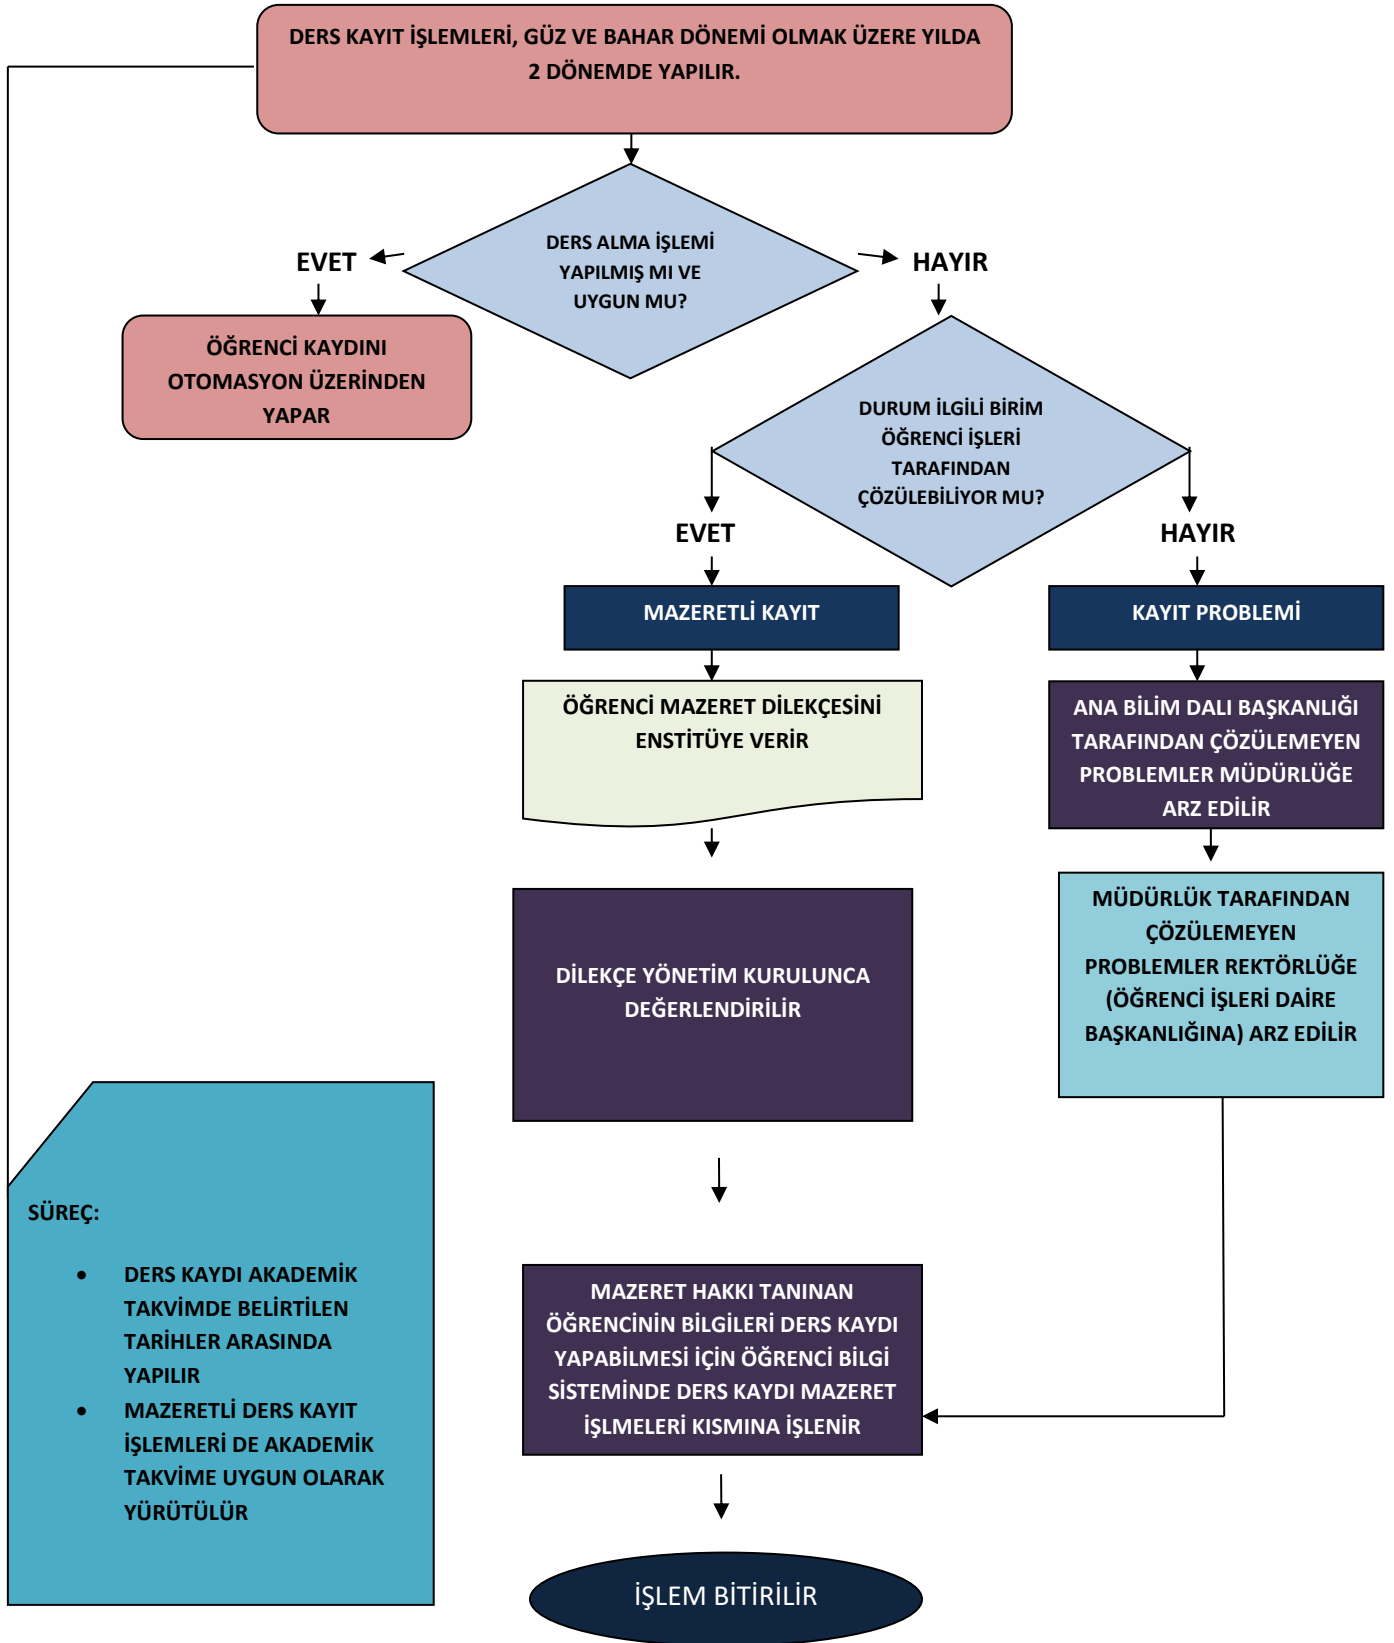 DERS KAYIT İŞLEMLERİ, GÜZ VE BAHAR DÖNEMİ OLMAK ÜZERE YILDA
2 DÖNEMDE YAPILIR.
DERS ALMA İŞLEMİ
YAPILMIŞ MI VE
UYGUN MU?
EVET
HAYIR
ÖĞRENCİ KAYDINI
OTOMASYON ÜZERİNDEN
YAPAR
DURUM İLGİLİ BİRİM
ÖĞRENCİ İŞLERİ
TARAFINDAN
ÇÖZÜLEBİLİYOR MU?
EVET
HAYIR
MAZERETLİ KAYIT
KAYIT PROBLEMİ
ÖĞRENCİ MAZERET DİLEKÇESİNİ
ENSTİTÜYE VERİR
ANA BİLİM DALI BAŞKANLIĞI
TARAFINDAN ÇÖZÜLEMEYEN
PROBLEMLER MÜDÜRLÜĞE
ARZ EDİLİR
DİLEKÇE YÖNETİM KURULUNCA
DEĞERLENDİRİLİR
MÜDÜRLÜK TARAFINDAN
ÇÖZÜLEMEYEN
PROBLEMLER REKTÖRLÜĞE
(ÖĞRENCİ İŞLERİ DAİRE
BAŞKANLIĞINA) ARZ EDİLİR
SÜREÇ:
• DERS KAYDI AKADEMİK
TAKVİMDE BELİRTİLEN
TARİHLER ARASINDA
YAPILIR
• MAZERETLİ DERS KAYIT
İŞLEMLERİ DE AKADEMİK
TAKVİME UYGUN OLARAK
YÜRÜTÜLÜR
MAZERET HAKKI TANINAN
ÖĞRENCİNİN BİLGİLERİ DERS KAYDI
YAPABİLMESİ İÇİN ÖĞRENCİ BİLGİ
SİSTEMİNDE DERS KAYDI MAZERET
İŞLMELERİ KISMINA İŞLENİR
İŞLEM BİTİRİLİR